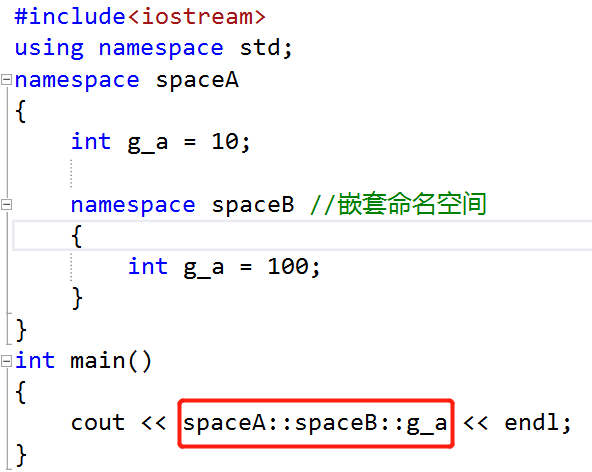 #include<iostream>
using namespace std;
namespace spaceA
{
    int g_a = 10;
    namespace spaceB //嵌套命名空间
    {
        int g_a = 100;
    }
}
int main()
{
    cout << spaceA::spaceB::g_a << endl;
}